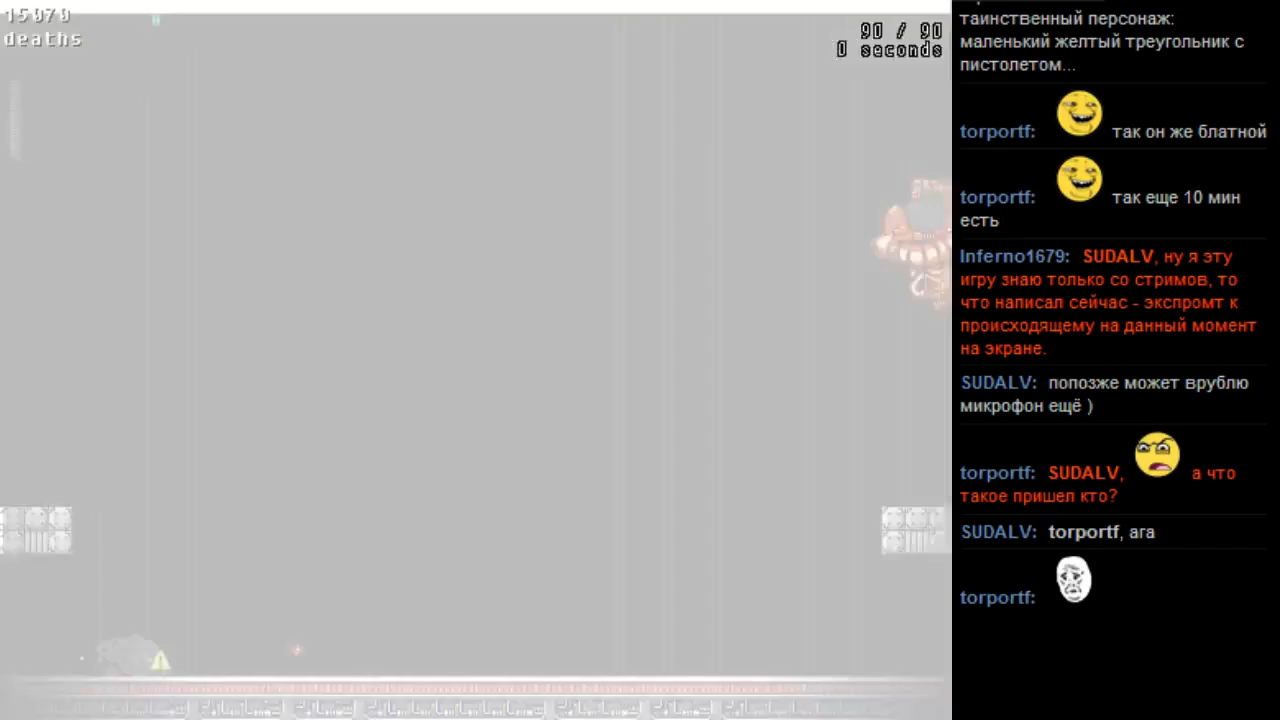 15070
deaths
90 / 90
0 seconds
таинственный персонаж:
маленький желтый треугольник с
пистолетом...
torportf: так он же блатной
torportf: так еще 10 мин
есть
Inferno1679: SUDALV, ну я эту
игру знаю только со стримов, то
что написал сейчас - экспромт к
происходящему на данный момент
на экране.
SUDALV: попозже может врублю
микрофон ещё )
torportf: SUDALV, а что
такое пришел кто?
SUDALV: torportf, ага
torportf: